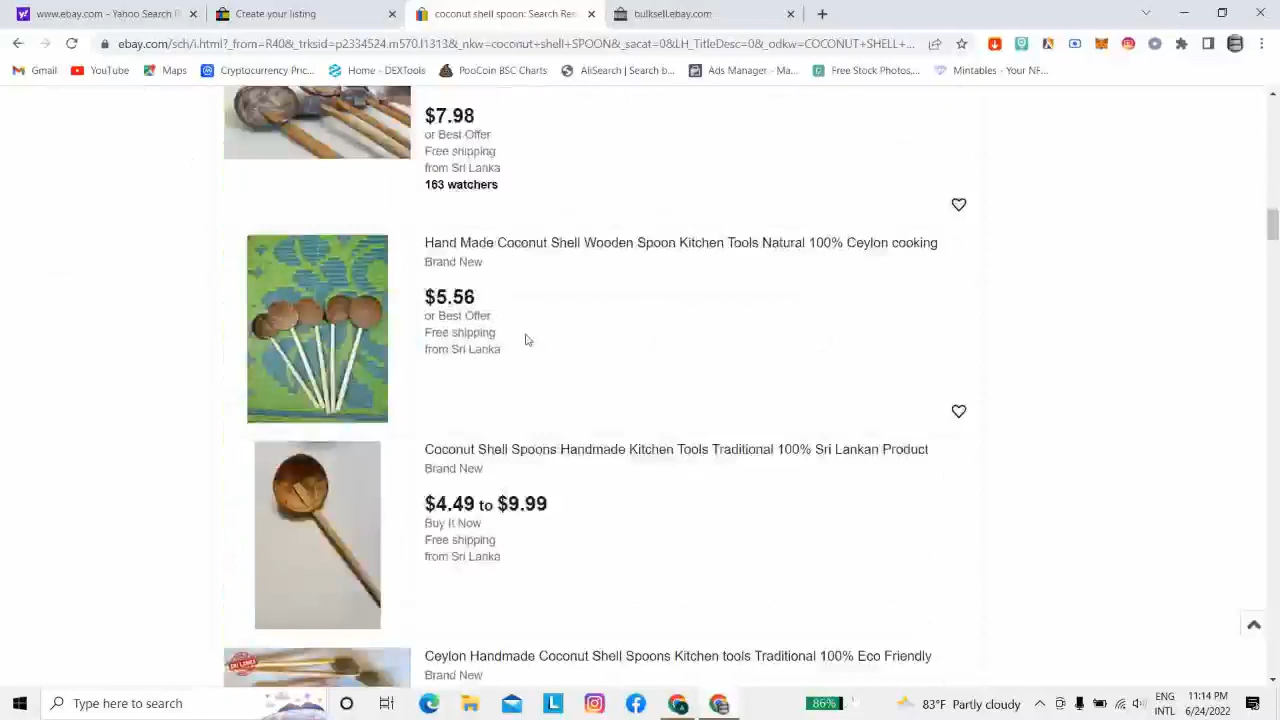 www.ebay.com - Yahoo Search R
Create your listing
coconut shell spoon: Search Res
bulksell.ebay.com
ebay.com/sch/i.html?_from=R40&_trksid=p2334524.m570.l1313&_nkw=coconut+shell+SPOON&_sacat=0&LH_TitleDesc=0&_odkw=COCONUT+SHELL+...
Gmail
YouTube
Maps
Cryptocurrency Pric...
Home - DEXTools
PooCoin BSC Charts
AliSearch | Search b...
Ads Manager - Ma...
Free Stock Photos,...
Mintables - Your NF...
$7.98
or Best Offer
Free shipping
from Sri Lanka
163 watchers
Hand Made Coconut Shell Wooden Spoon Kitchen Tools Natural 100% Ceylon cooking
Brand New
$5.56
or Best Offer
Free shipping
from Sri Lanka
Coconut Shell Spoons Handmade Kitchen Tools Traditional 100% Sri Lankan Product
Brand New
$4.49 to $9.99
Buy It Now
Free shipping
from Sri Lanka
SRI LANKA
Ceylon Handmade Coconut Shell Spoons Kitchen tools Traditional 100% Eco Friendly
Brand New
Type here to search
86%
83°F Partly cloudy
ENG
INTL
11:14 PM
6/24/2022